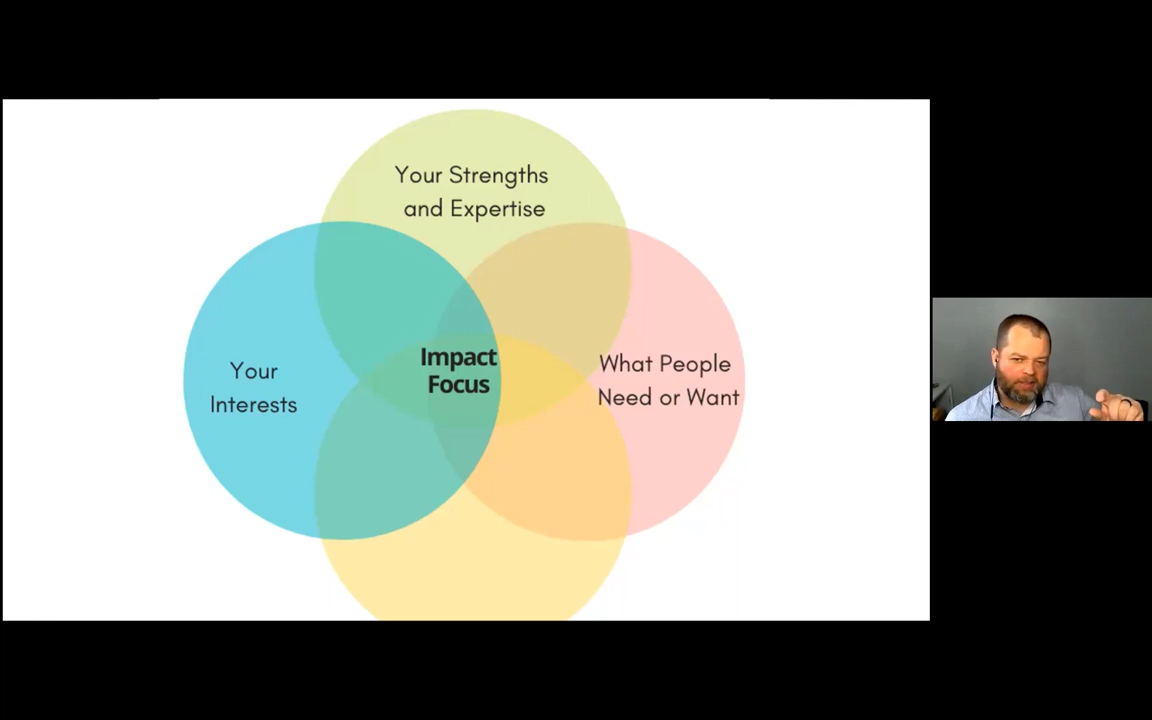 Your Strengths
and Expertise
Your
Interests
Impact
Focus
What People
Need or Want